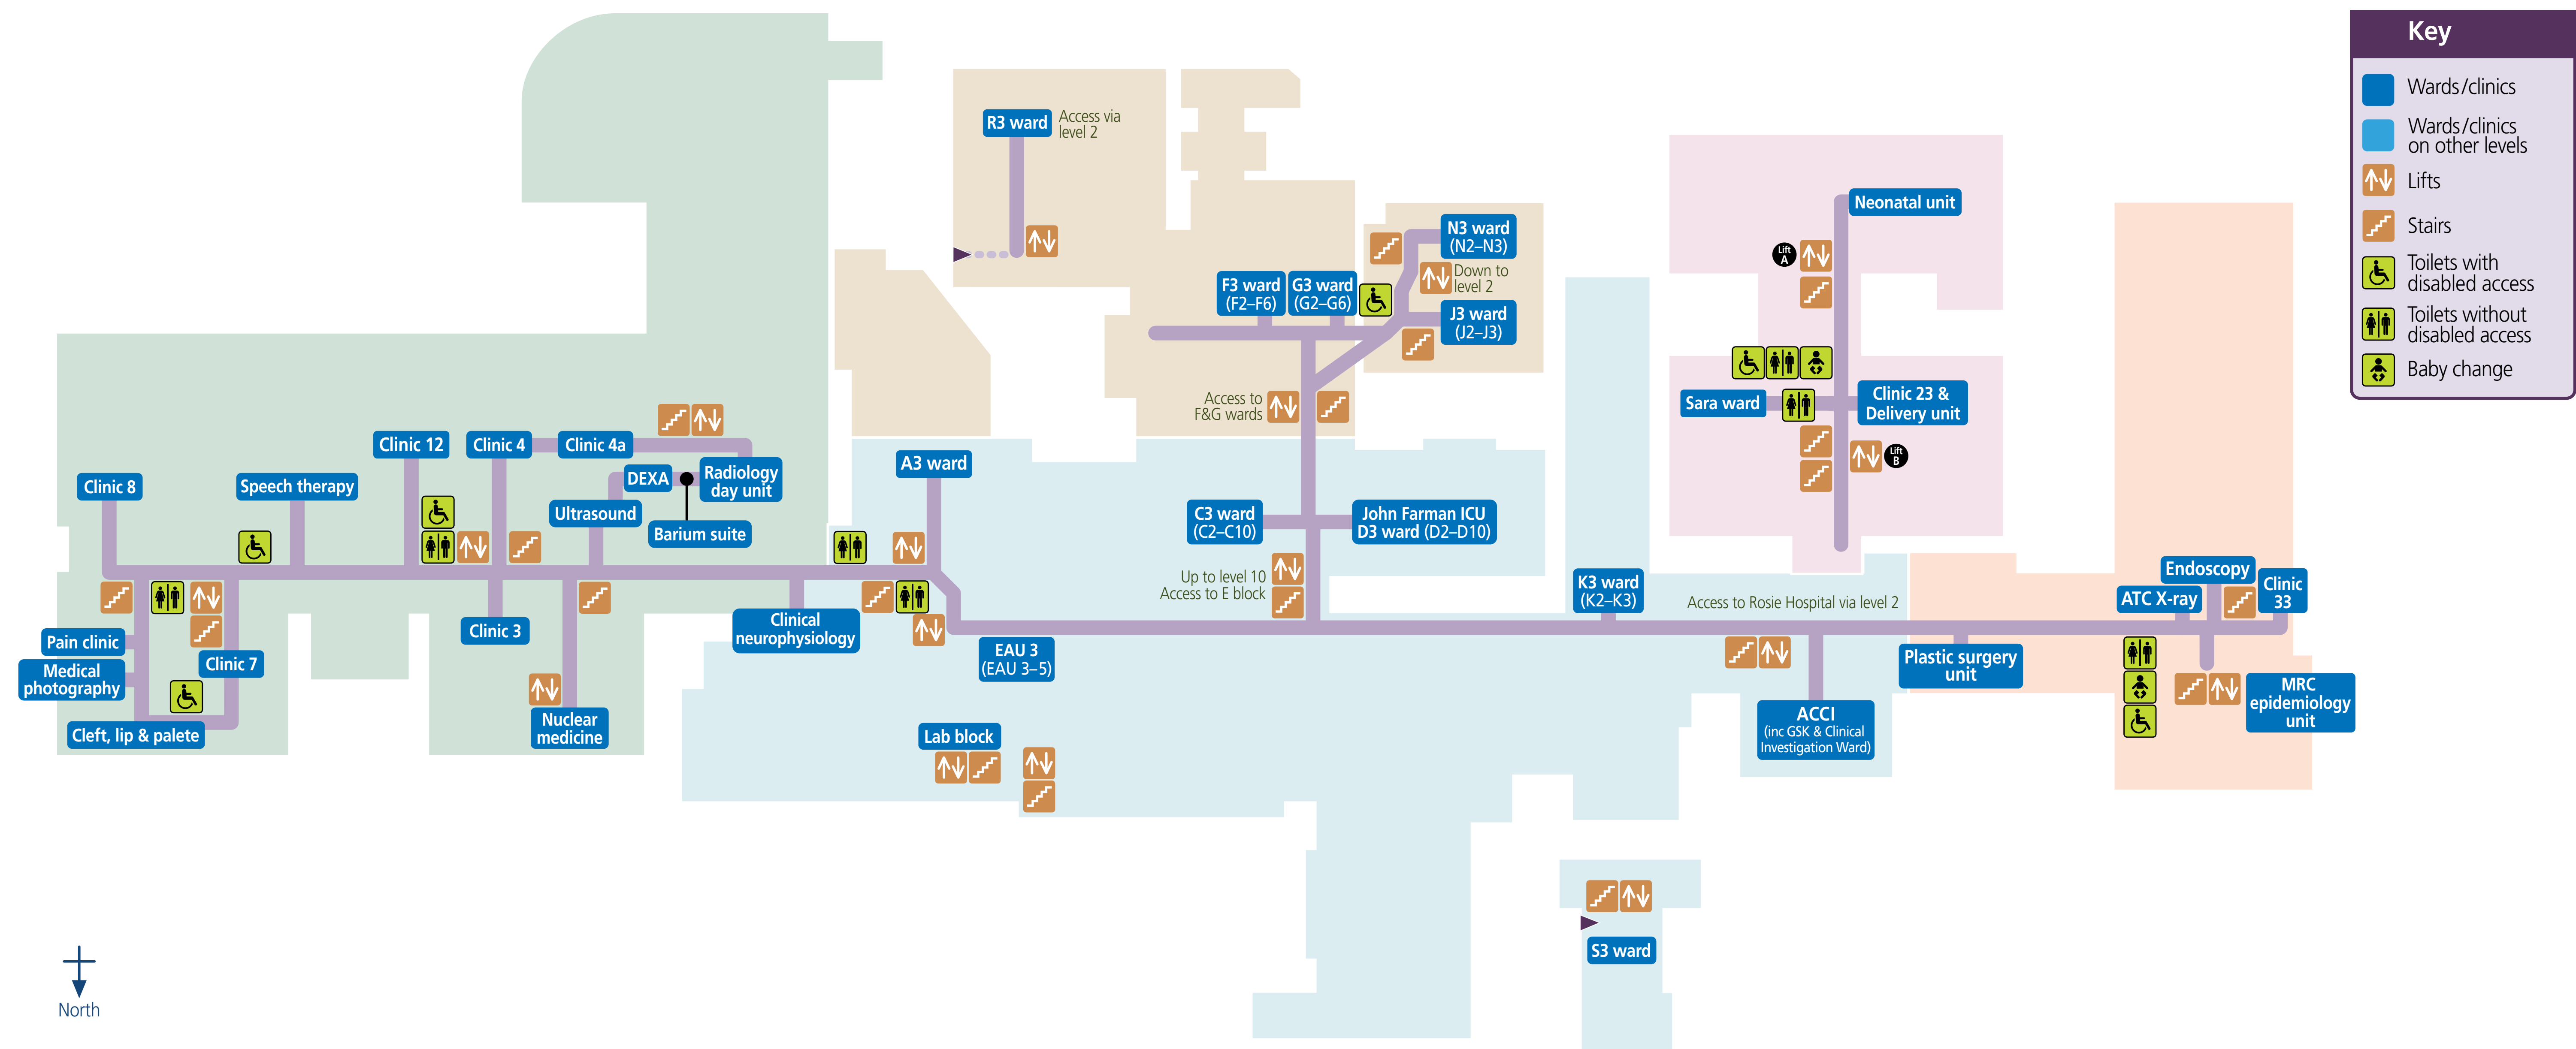 Key
Wards/clinics
Wards/clinics
on other levels
Lifts
Stairs
Toilets with
disabled access
Toilets without
disabled access
Baby change
R3 ward
Access via
level 2
Neonatal unit
Lift
A
N3 ward
(N2–N3)
Down to
level 2
F3 ward
(F2–F6)
G3 ward
(G2–G6)
J3 ward
(J2–J3)
Access to
F&G wards
Sara ward
Clinic 23 &
Delivery unit
Lift
B
Clinic 12
Clinic 4
Clinic 4a
A3 ward
Clinic 8
Speech therapy
DEXA
Radiology
day unit
Ultrasound
Barium suite
C3 ward
(C2–C10)
John Farman ICU
D3 ward (D2–D10)
Up to level 10
Access to E block
K3 ward
(K2–K3)
Access to Rosie Hospital via level 2
Endoscopy
ATC X-ray
Clinic
33
Pain clinic
Medical
photography
Clinic 7
Cleft, lip & palete
Clinic 3
Clinical
neurophysiology
Nuclear
medicine
EAU 3
(EAU 3–5)
Lab block
Plastic surgery
unit
ACCI
(inc GSK & Clinical
Investigation Ward)
MRC
epidemiology
unit
S3 ward
North